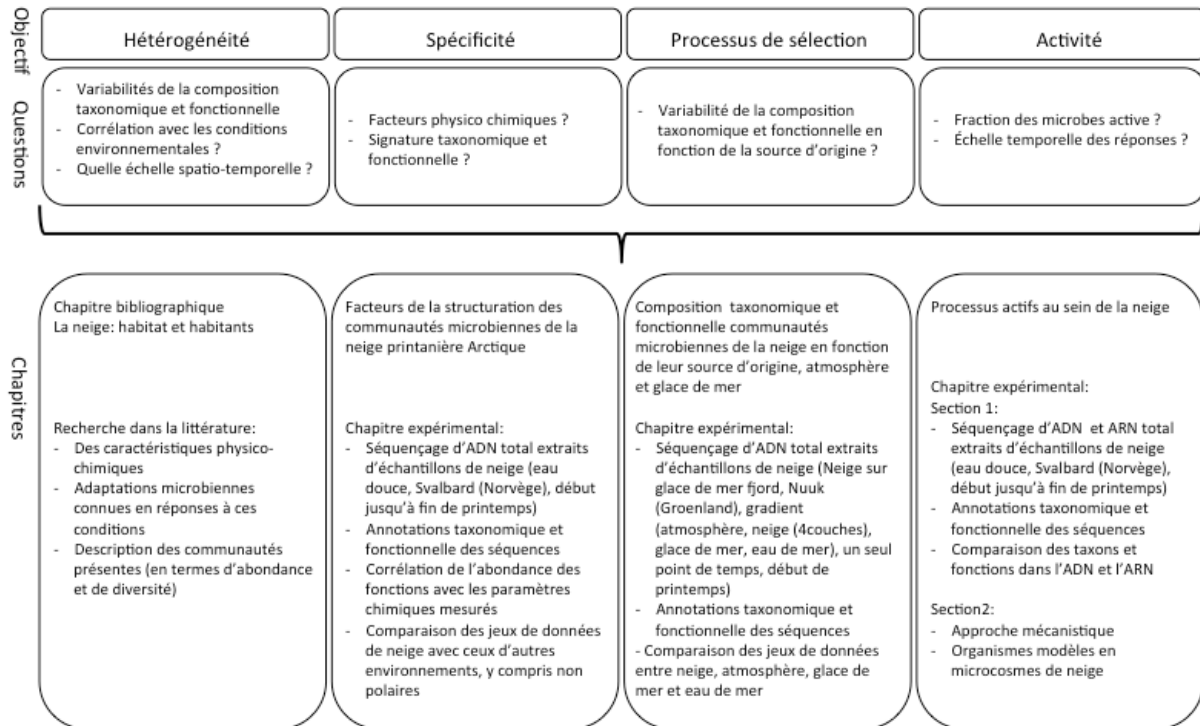 Objectif
Hétérogénéité
Spécificité
Processus de sélection
Activité
Questions
- Variabilités de la composition
taxonomique et fonctionnelle
- Corrélation avec les conditions
environnementales ?
- Quelle échelle spatio-temporelle ?
- Facteurs physico chimiques ?
- Signature taxonomique et
fonctionnelle ?
- Variabilité de la composition
taxonomique et fonctionnelle en
fonction de la source d'origine ?
- Fraction des microbes active ?
- Échelle temporelle des réponses ?
Chapitres
Chapitre bibliographique
La neige: habitat et habitants
Recherche dans la littérature:
- Des caractéristiques physico-
chimiques
- Adaptations microbiennes
connues en réponses à ces
conditions
- Description des communautés
présentes (en termes d'abondance
et de diversité)
Facteurs de la structuration des
communautés microbiennes de la
neige printanière Arctique
Chapitre expérimental:
- Séquençage d'ADN total extraits
d'échantillons de neige (eau
douce, Svalbard (Norvège), début
jusqu'à fin de printemps)
- Annotations taxonomique et
fonctionnelle des séquences
- Corrélation de l'abondance des
fonctions avec les paramètres
chimiques mesurés
- Comparaison des jeux de données
de neige avec ceux d'autres
environnements, y compris non
polaires
Composition taxonomique et
fonctionnelle communautés
microbiennes de la neige en fonction
de leur source d'origine, atmosphère
et glace de mer
Chapitre expérimental:
- Séquençage d'ADN total extraits
d'échantillons de neige (Neige sur
glace de mer fjord, Nuuk
(Groenland), gradient
(atmosphère, neige (4couches),
glace de mer, eau de mer), un seul
point de temps, début de
printemps)
- Annotations taxonomique et
fonctionnelle des séquences
- Comparaison des jeux de données
entre neige, atmosphère, glace de
mer et eau de mer
Processus actifs au sein de la neige
Chapitre expérimental:
Section 1:
- Séquençage d'ADN et ARN total
extraits d'échantillons de neige
(eau douce, Svalbard (Norvège),
début jusqu'à fin de printemps)
- Annotations taxonomique et
fonctionnelle des séquences
- Comparaison des taxons et
fonctions dans l'ADN et l'ARN
Section2:
- Approche mécanistique
- Organismes modèles en
microcosmes de neige